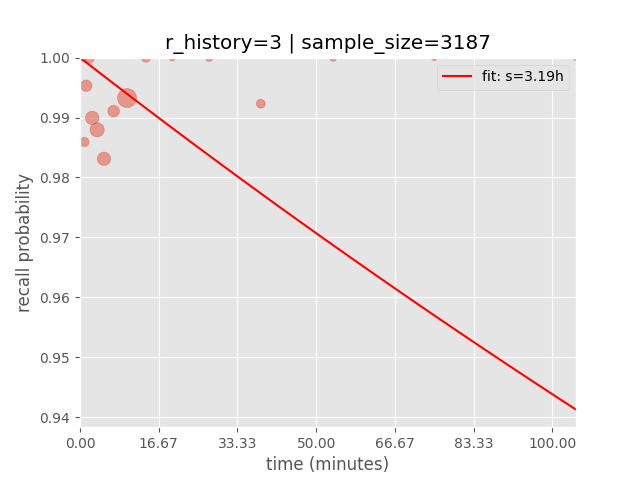 r_history=3 | sample_size=3187
fit: s=3.19h
1.00
0.99
0.98
0.97
0.96
0.95
0.94
recall probability
0.00 16.67 33.33 50.00 66.67 83.33 100.00
time (minutes)